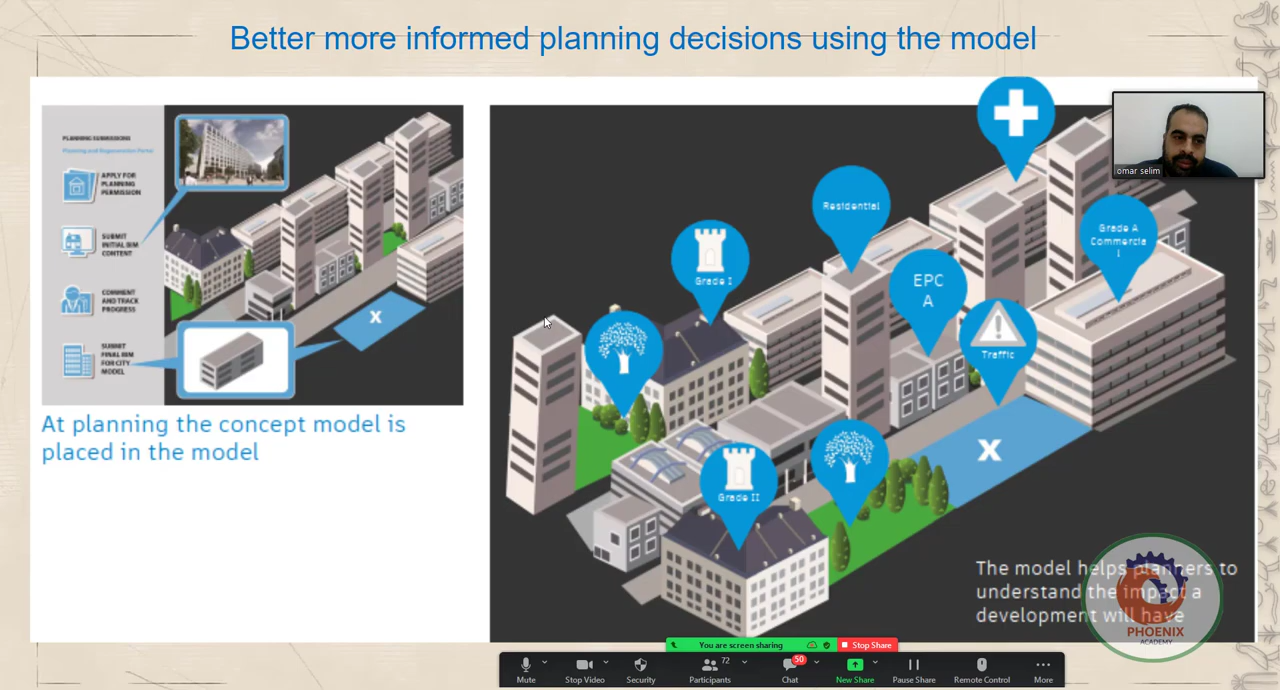 Better more informed planning decisions using the model
PLANNING SUBMISSIONS
Planning and Regeneration Portal
APPLY FOR
PLANNING
PERMISSION
SUBMIT
INITIAL BIM
CONTENT
COMMENT
AND TRACK
PROGRESS
SUBMIT
FINAL BIM
FOR CITY
MODEL
X
At planning the concept model is
placed in the model
omar selim
Residential
Grade A
Commercia
l
Grade I
EPC
A
Traffic
X
Grade II
The model helps planners to
understand the impact a
development will have
PHOENIX
ACADEMY
You are screen sharing
Stop Share
Mute
Stop Video
Security
72
Participants
50
Chat
New Share
Pause Share
Remote Control
More